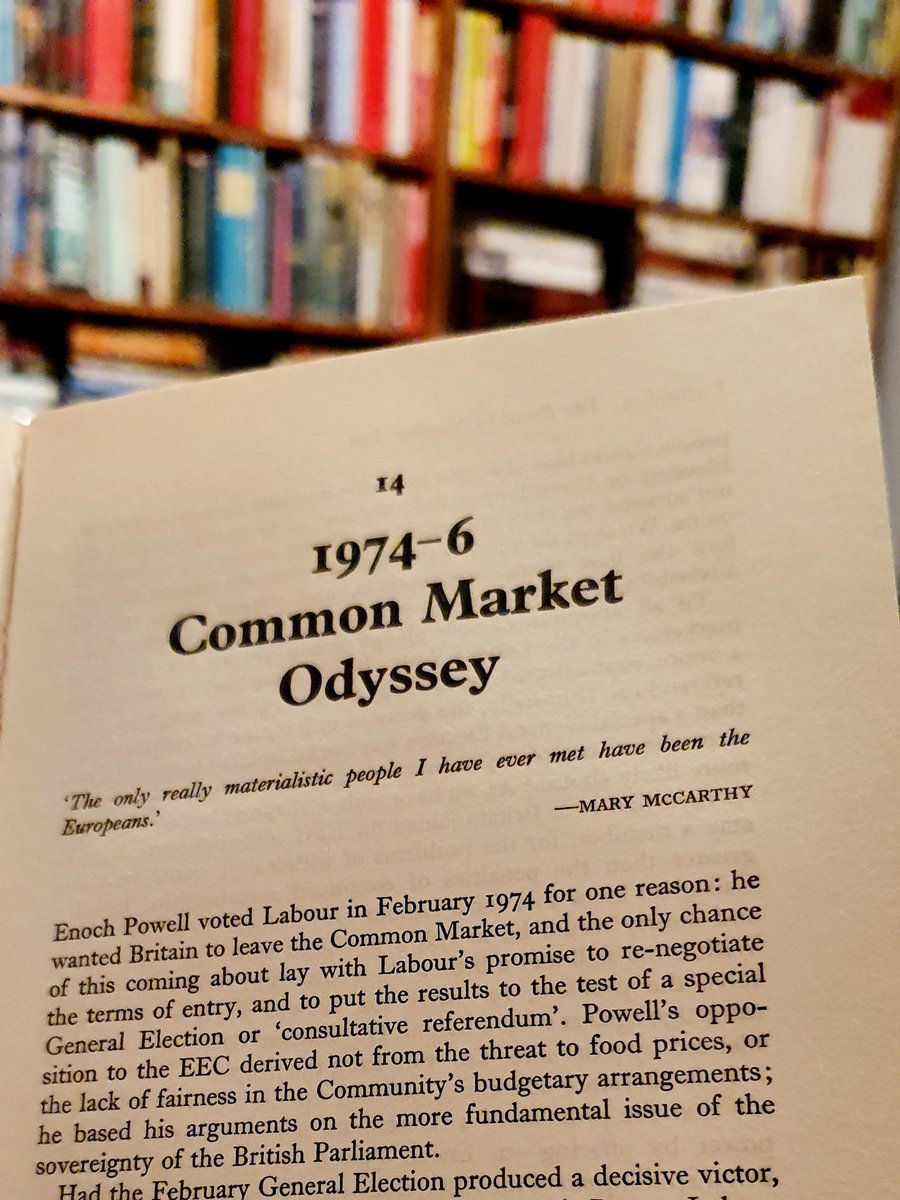 14
1974–6
Common Market
Odyssey
‘The only really materialistic people I have ever met have been the
Europeans.’
—MARY MCCARTHY
Enoch Powell voted Labour in February 1974 for one reason: he
wanted Britain to leave the Common Market, and the only chance
of this coming about lay with Labour’s promise to re-negotiate
the terms of entry, and to put the results to the test of a special
General Election or ‘consultative referendum’. Powell’s oppo-
sition to the EEC derived not from the threat to food prices, or
the lack of fairness in the Community’s budgetary arrangements;
he based his arguments on the more fundamental issue of the
sovereignty of the British Parliament.
Had the February General Election produced a decisive victor,